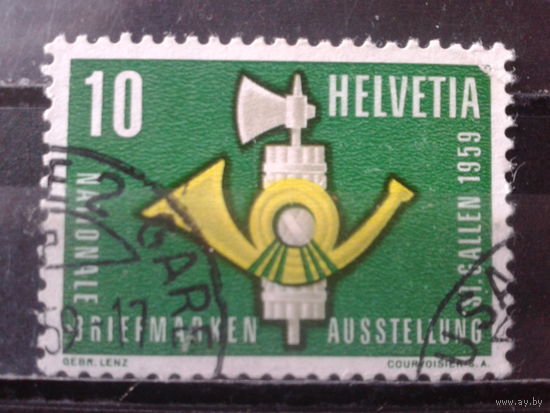 10 HELVETIA
NATIONALE
BRIEFMARKEN AUSSTELLUNG
ST. GALLEN 1959
GEBR. LENZ COURVOISIER S.A.
www.ay.by